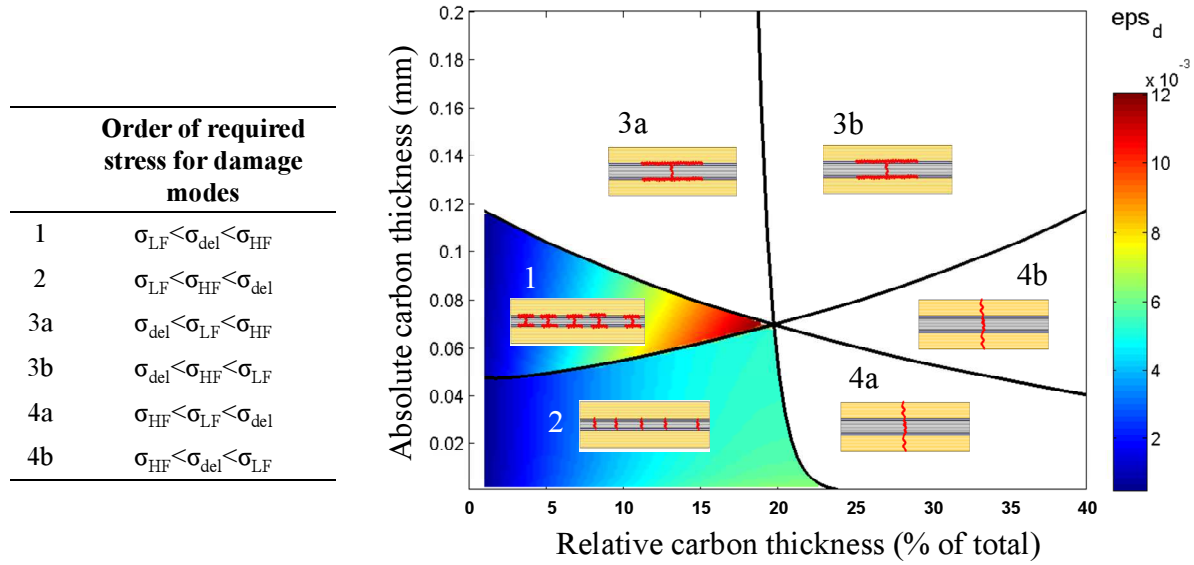 Order of required
stress for damage
modes
1 σLF<σdel<σHF
2 σLF<σHF<σdel
3a σdel<σLF<σHF
3b σdel<σHF<σLF
4a σHF<σLF<σdel
4b σHF<σdel<σLF
Absolute carbon thickness (mm)
0.2
0.18
0.16
0.14
0.12
0.1
0.08
0.06
0.04
0.02
3a
3b
1
4b
2
4a
0 5 10 15 20 25 30 35 40
Relative carbon thickness (% of total)
eps_d
x 10^-3
12
10
8
6
4
2